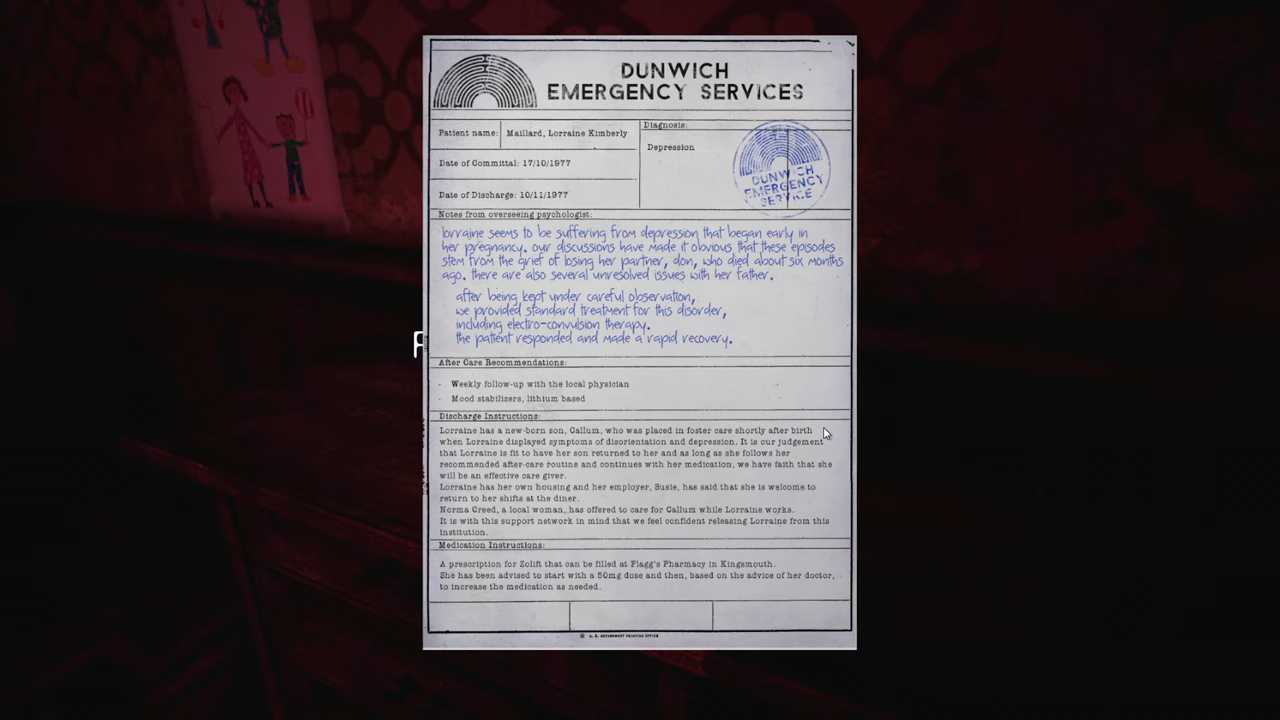 DUNWICH
EMERGENCY SERVICES
Patient name: Maillard, Lorraine Kimberly
Diagnosis:
Depression
Date of Committal: 17/10/1977
Date of Discharge: 10/11/1977
DUNWICH
EMERGENCY
SERVICE
Notes from overseeing psychologist:
lorraine seems to be suffering from depression that began early in
her pregnancy. our discussions have made it obvious that these episodes
stem from the grief of losing her partner, don, who died about six months
ago. there are also several unresolved issues with her father.
after being kept under careful observation,
we provided standard treatment for this disorder,
including electro-convulsion therapy.
the patient responded and made a rapid recovery.
After Care Recommendations:
- Weekly follow-up with the local physician
- Mood stabilizers, lithium based
Discharge Instructions:
Lorraine has a new-born son, Callum, who was placed in foster care shortly after birth
when Lorraine displayed symptoms of disorientation and depression. It is our judgement
that Lorraine is fit to have her son returned to her and as long as she follows her
recommended after-care routine and continues with her medication, we have faith that she
will be an effective care giver.
Lorraine has her own housing and her employer, Susie, has said that she is welcome to
return to her shifts at the diner.
Norma Creed, a local woman, has offered to care for Callum while Lorraine works.
It is with this support network in mind that we feel confident releasing Lorraine from this
institution.
Medication Instructions:
A prescription for Zolift that can be filled at Flagg's Pharmacy in Kingsmouth.
She has been advised to start with a 50mg dose and then, based on the advice of her doctor,
to increase the medication as needed.
U. S. GOVERNMENT PRINTING OFFICE